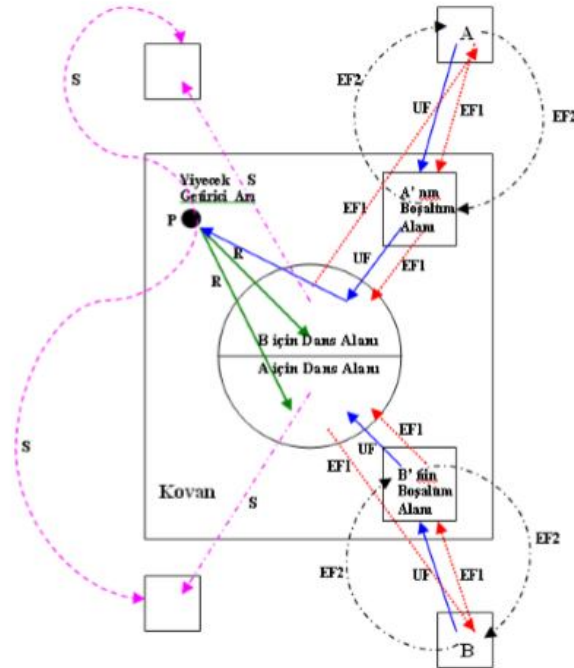 A
EF2
S
UF
EF1
EF2
Yiyecek S
Getirici Arı
P
A' nın
Boşaltım
Alanı
EF1
R
R
UF
EF1
B için Dans Alanı
A için Dans Alanı
EF1
UF
EF1
S
Kovan
S
B' nin
Boşaltım
Alanı
EF2
EF2
UF
EF1
B